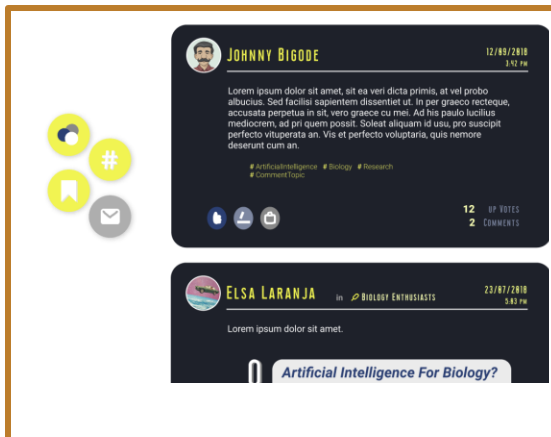 Johnny Bigode
12/09/2018
3:42 PM
Lorem ipsum dolor sit amet, sit ea veri dicta primis, at vel probo
albucius. Sed facilisi sapientem dissentiet ut. In per graeco recteque,
accusata perpetua in sit, vero graece cu mei. Ad his paulo lucilius
mediocrem, ad pri quem possit. Soleat aliquam id usu, pro suscipit
perfecto vituperata an. Vis et perfecto voluptaria, quis nemore
deserunt cum an.
# ArtificialIntelligence # Biology # Research
# CommentTopic
#
12 up Votes
2 Comments
Elsa Laranja in Biology Enthusiasts
23/07/2018
5:03 PM
Lorem ipsum dolor sit amet.
Artificial Intelligence For Biology?